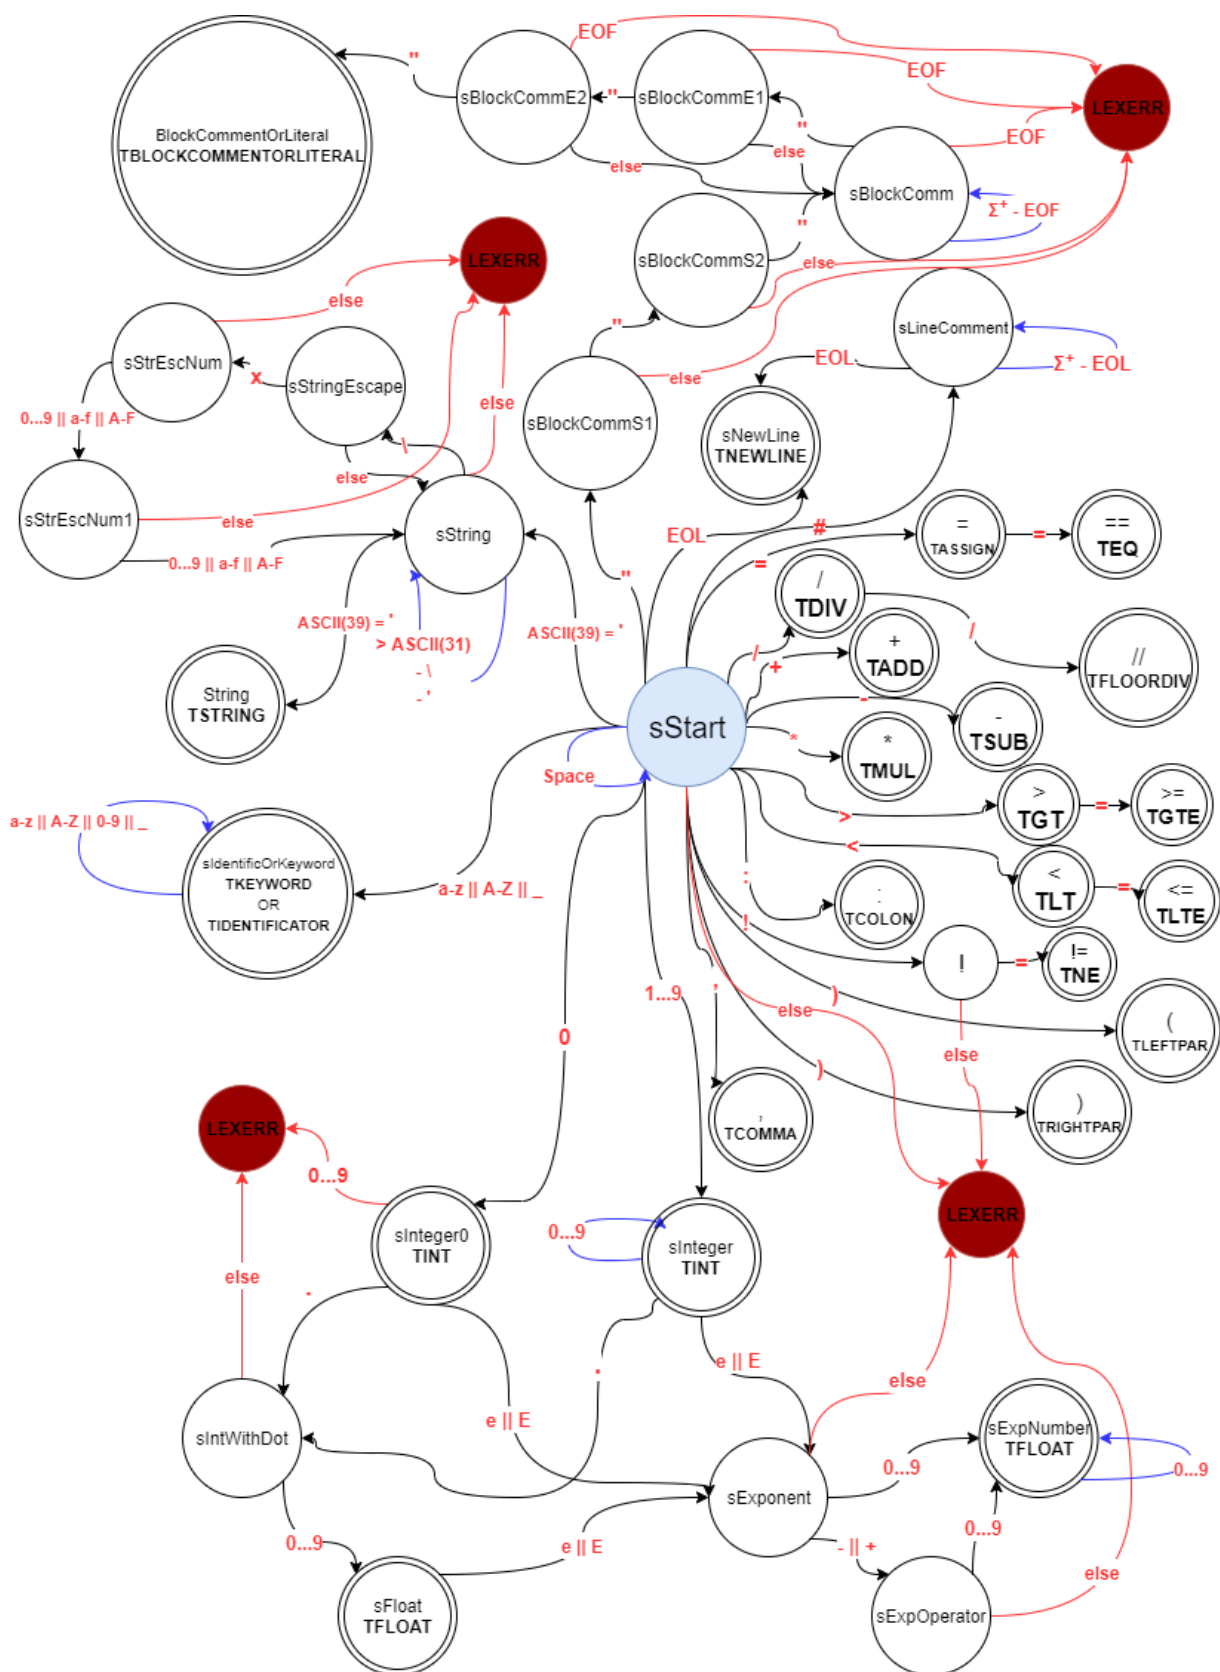 EOF
"
sBlockCommE2
"
sBlockCommE1
EOF
LEXERR
BlockCommentOrLiteral
TBLOCKCOMMENTORLITERAL
"
else
else
EOF
sBlockComm
Σ⁺ - EOF
"
sBlockCommS2
else
LEXERR
else
"
sLineComment
sStrEscNum
x
sStringEscape
EOL
Σ⁺ - EOL
else
else
0...9 || a-f || A-F
sBlockCommS1
sNewLine
TNEWLINE
\
else
sStrEscNum1
else
sString
0...9 || a-f || A-F
EOL
#
=
=
TASSIGN
=
==
TEQ
"
/
TDIV
ASCII(39) = '
> ASCII(31)
- \
- '
ASCII(39) = '
/
+
+
TADD
/
//
TFLOORDIV
String
TSTRING
sStart
-
-
TSUB
*
*
TMUL
Space
>
>
TGT
=
>=
TGTE
a-z || A-Z || 0-9 || _
<
<
TLT
=
<=
TLTE
sIdentificOrKeyword
TKEYWORD
OR
TIDENTIFICATOR
a-z || A-Z || _
:
:
TCOLON
!
!
=
!=
TNE
1...9
,
else
)
(
TLEFTPAR
0
else
)
)
TRIGHTPAR
,
TCOMMA
LEXERR
0...9
sInteger0
TINT
0...9
sInteger
TINT
LEXERR
else
.
.
e || E
else
e || E
sIntWithDot
sExpNumber
TFLOAT
0...9
0...9
sExponent
0...9
e || E
- || +
0...9
else
sFloat
TFLOAT
sExpOperator